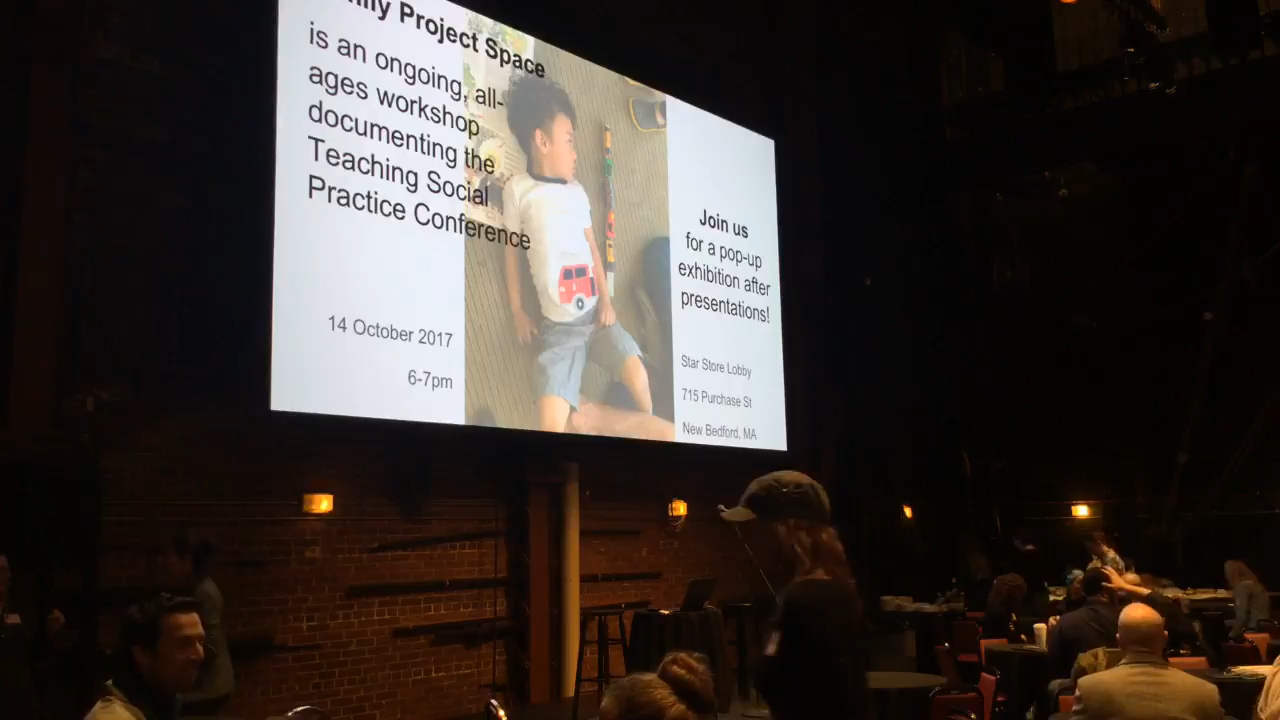 Project Space
is an ongoing, all-
ages workshop
documenting the
Teaching Social
Practice Conference
14 October 2017
6-7pm
Join us
for a pop-up
exhibition after
presentations!
Star Store Lobby
715 Purchase St
New Bedford, MA